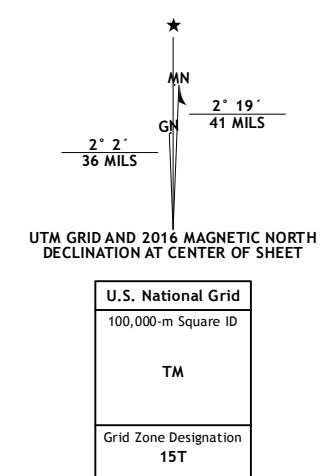 ★
MN
2° 19´
41 MILS
GN
2° 2´
36 MILS
UTM GRID AND 2016 MAGNETIC NORTH
DECLINATION AT CENTER OF SHEET
U.S. National Grid
100,000-m Square ID
TM
Grid Zone Designation
15T